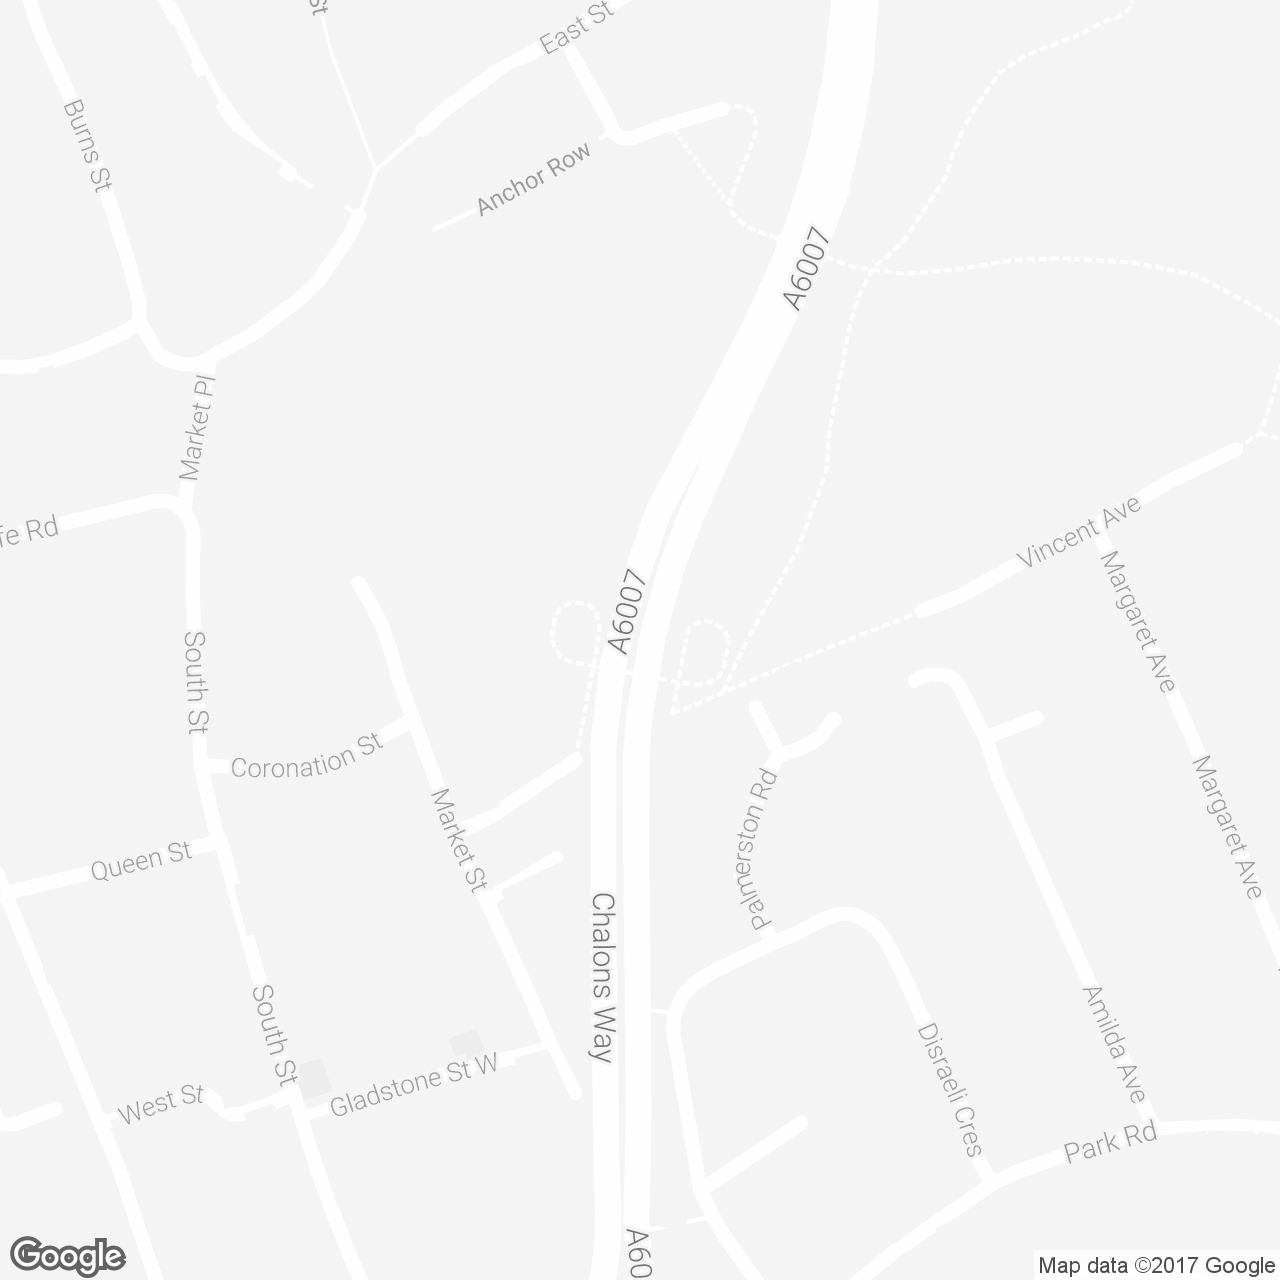 St
East St
Burns St
Anchor Row
A6007
Market Pl
fe Rd
Vincent Ave
A6007
Margaret Ave
South St
Coronation St
Palmerston Rd
Margaret Ave
Market St
Queen St
Chalons Way
South St
Amilda Ave
Disraeli Cres
Gladstone St W
West St
Park Rd
A60
Google
Map data ©2017 Google